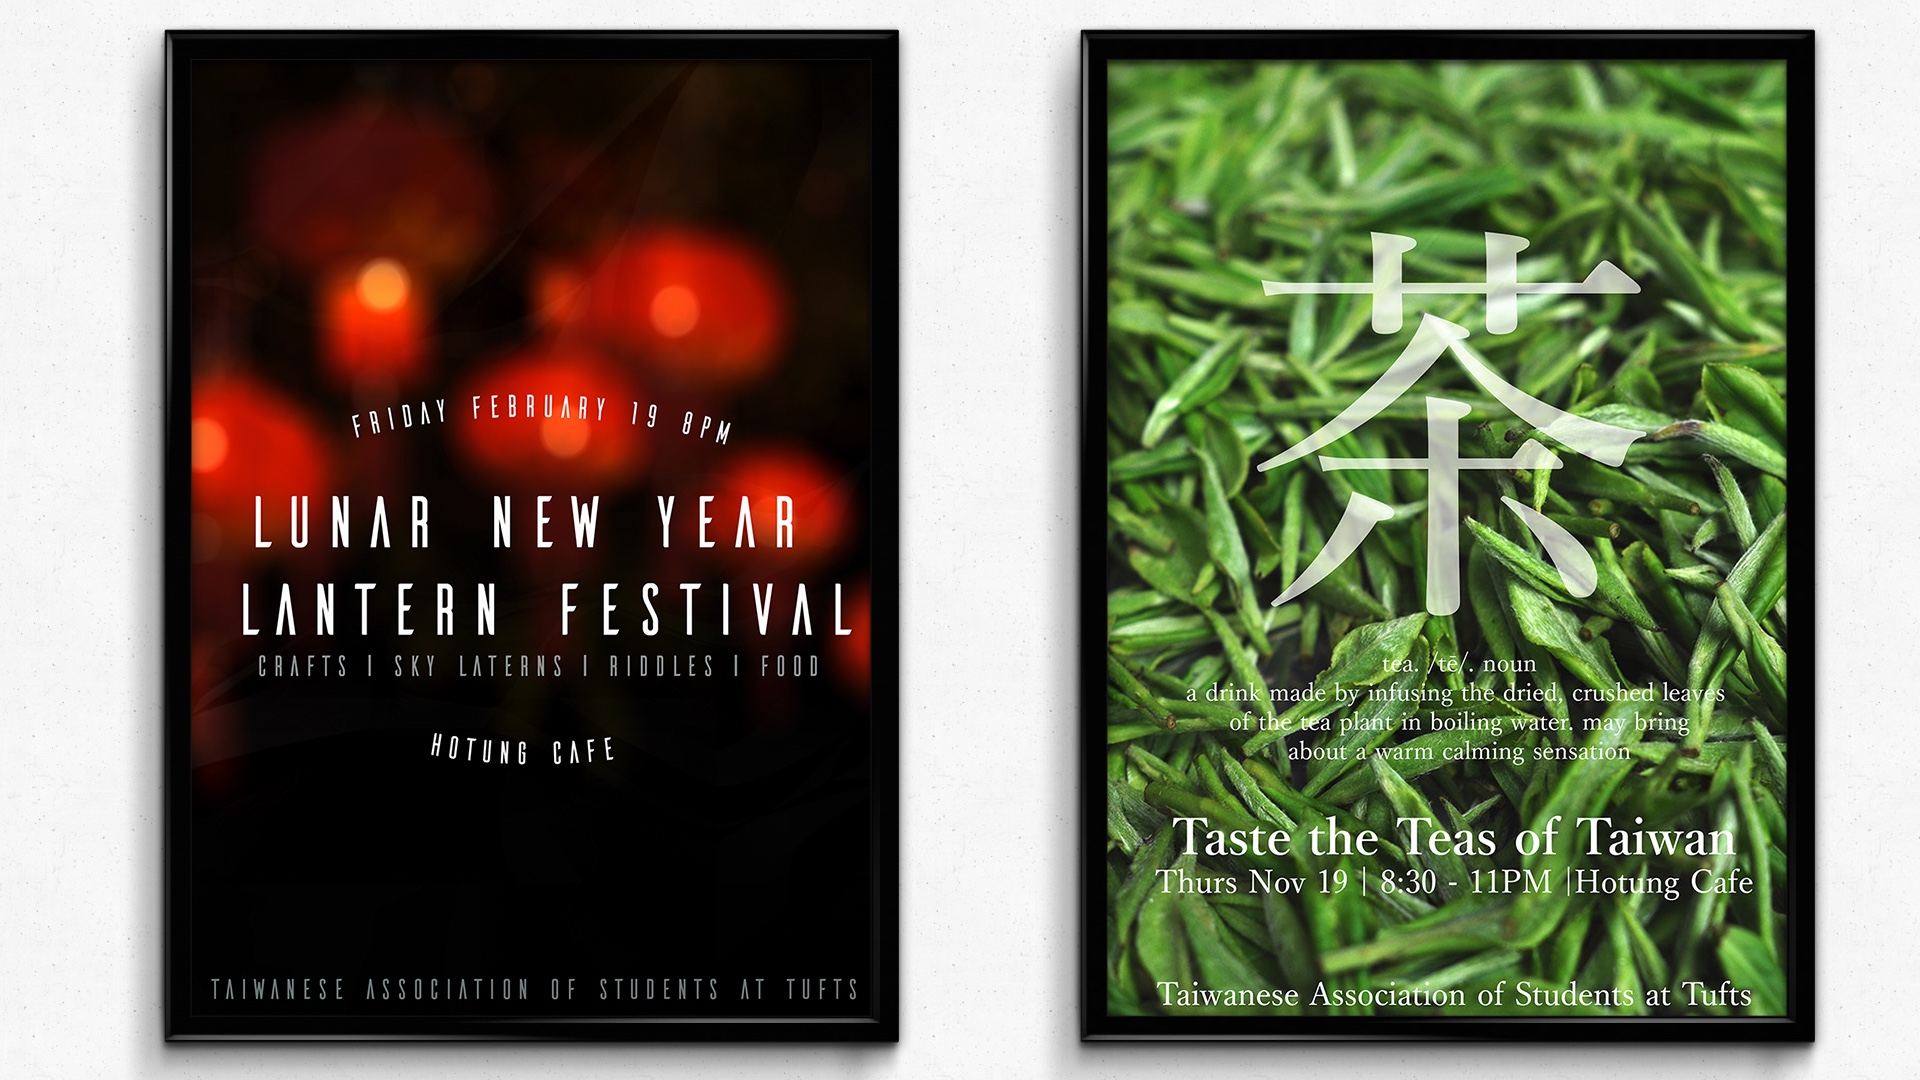 FRIDAY FEBRUARY 19 8PM
LUNAR NEW YEAR
LANTERN FESTIVAL
CRAFTS | SKY LATERNS | RIDDLES | FOOD
HOTUNG CAFE
TAIWANESE ASSOCIATION OF STUDENTS AT TUFTS
茶
tea. /tē/. noun
a drink made by infusing the dried, crushed leaves
of the tea plant in boiling water. may bring
about a warm calming sensation
Taste the Teas of Taiwan
Thurs Nov 19 | 8:30 - 11PM |Hotung Cafe
Taiwanese Association of Students at Tufts